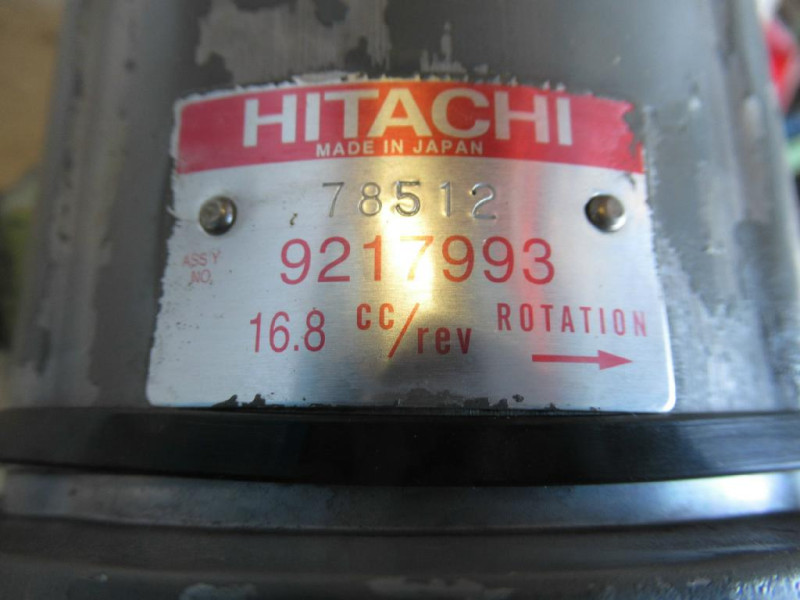 HITACHI
MADE IN JAPAN
78512
ASS'Y NO. 9217993
16.8 cc/rev ROTATION